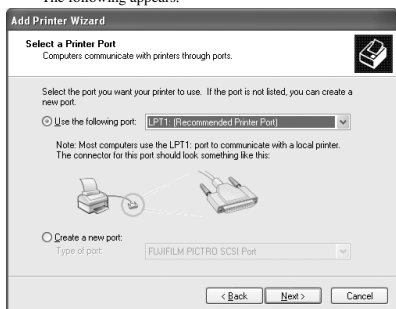 The following appears.
Add Printer Wizard
Select a Printer Port
Computers communicate with printers through ports.
Select the port you want your printer to use. If the port is not listed, you can create a
new port.
Use the following port: LPT1: (Recommended Printer Port)
Note: Most computers use the LPT1: port to communicate with a local printer.
The connector for this port should look something like this:
Create a new port:
Type of port: FUJIFILM PICTRO SCSI Port
< Back Next > Cancel